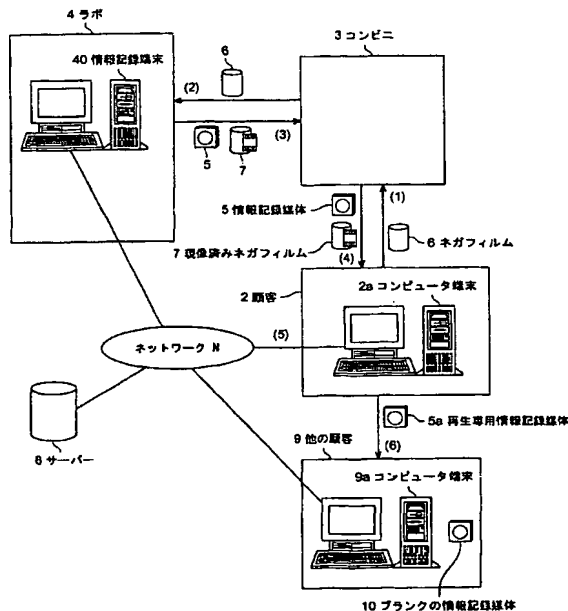 4 ラボ
40 情報記録端末
6
(2)
(3)
5
7
3 コンビニ
5 情報記録媒体
(1)
7 現像済みネガフィルム
(4)
6 ネガフィルム
2 顧客
2a コンピュータ端末
ネットワーク N
(5)
8 サーバー
5a 再生専用情報記録媒体
(6)
9 他の顧客
9a コンピュータ端末
10 ブランクの情報記録媒体